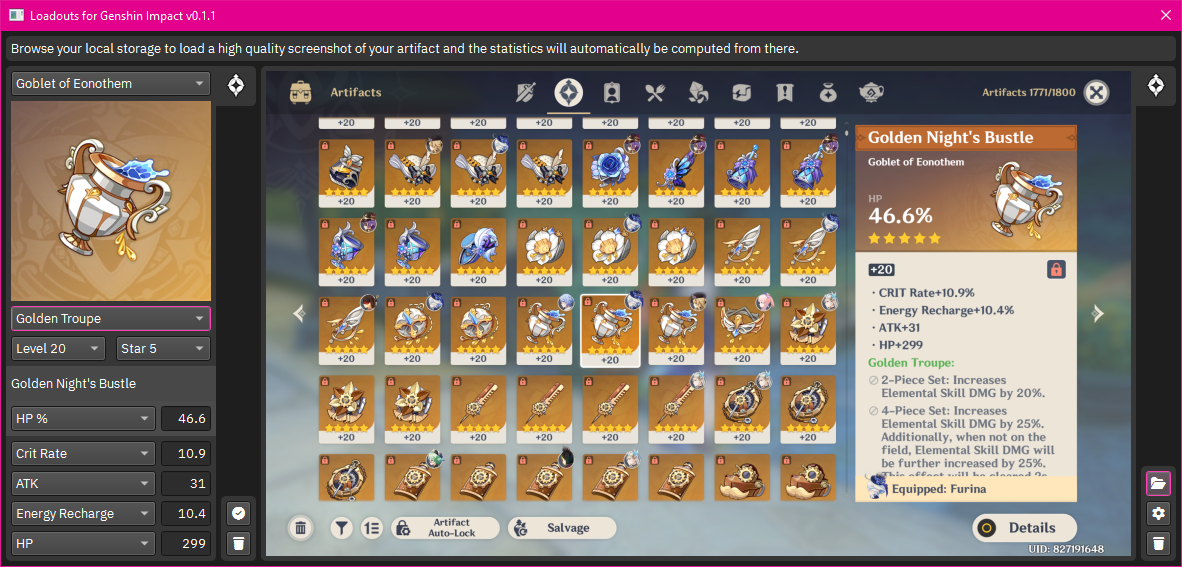 Loadouts for Genshin Impact v0.1.1
Browse your local storage to load a high quality screenshot of your artifact and the statistics will automatically be computed from there.
Goblet of Eonothem
Golden Troupe
Level 20
Star 5
Golden Night's Bustle
HP %
46.6
Crit Rate
10.9
ATK
31
Energy Recharge
10.4
HP
299
Artifacts
Artifacts 1771/1800
+20 +20 +20 +20 +20 +20 +20 +20
+20 +20 +20 +20 +20 +20 +20 +20
+20 +20 +20 +20 +20 +20 +20 +20
+20 +20 +20 +20 +20 +20 +20 +20
+20 +20 +20 +20 +20 +20 +20 +20
Artifact
Auto-Lock
Salvage
Golden Night's Bustle
Goblet of Eonothem
HP
46.6%
+20
· CRIT Rate+10.9%
· Energy Recharge+10.4%
· ATK+31
· HP+299
Golden Troupe:
2-Piece Set: Increases
Elemental Skill DMG by 20%.
4-Piece Set: Increases
Elemental Skill DMG by 25%.
Additionally, when not on the
field, Elemental Skill DMG will
be further increased by 25%.
This effect will be cleared 2s
Equipped: Furina
Details
UID: 827191648